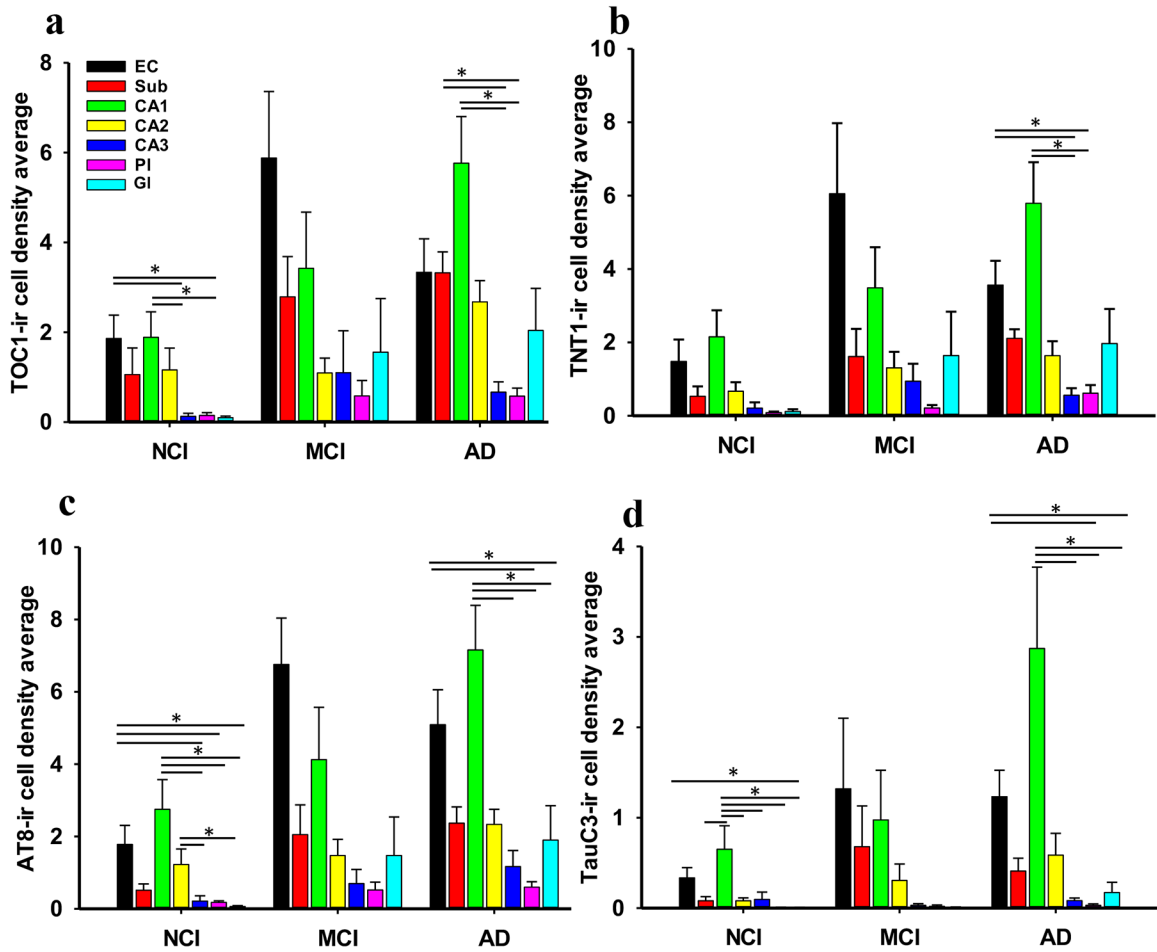 a
TOC1-ir cell density average
8
6
4
2
0
EC
Sub
CA1
CA2
CA3
PI
GI
*
*
*
*
NCI
MCI
AD
b
TNT1-ir cell density average
10
8
6
4
2
0
*
*
NCI
MCI
AD
c
AT8-ir cell density average
10
8
6
4
2
0
*
*
*
*
*
NCI
MCI
AD
d
TauC3-ir cell density average
4
3
2
1
0
*
*
*
*
NCI
MCI
AD